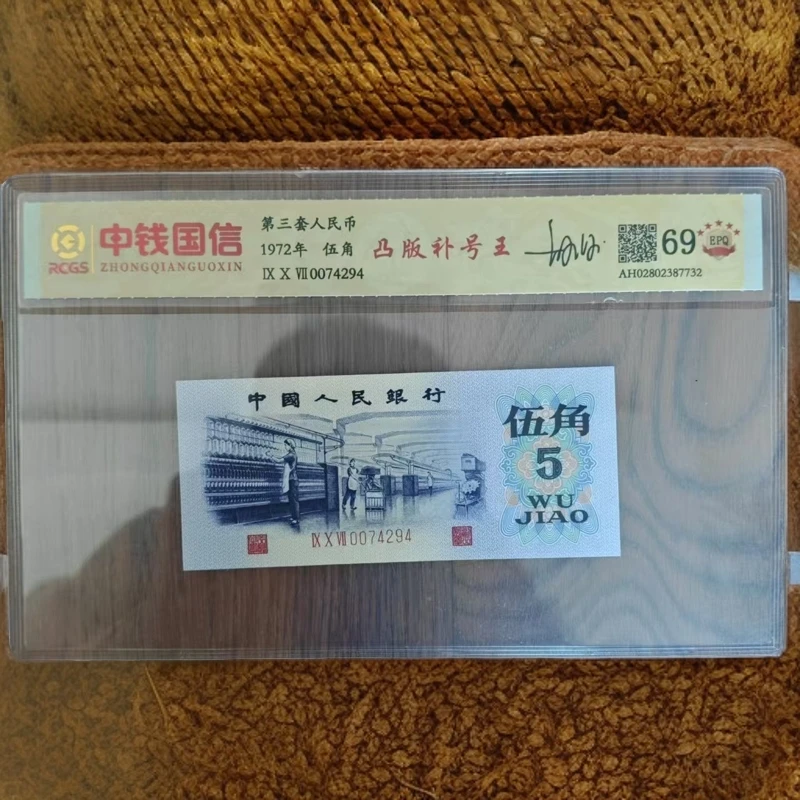 中钱国信
RCGS ZHONGQIANGUOXIN
第三套人民币
1972年 伍角
ⅨⅩⅦ0074294
凸版补号王
69
EPQ
AH02802387732
中國人民銀行
伍角
5
WU
JIAO
ⅨⅩⅦ0074294